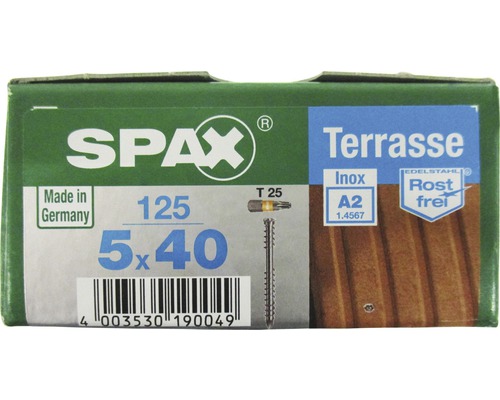 SPAX®
Made in
Germany
125
5x40
T 25
4 003530 190049
Terrasse
Inox
A2
1.4567
EDELSTAHL
Rost
frei